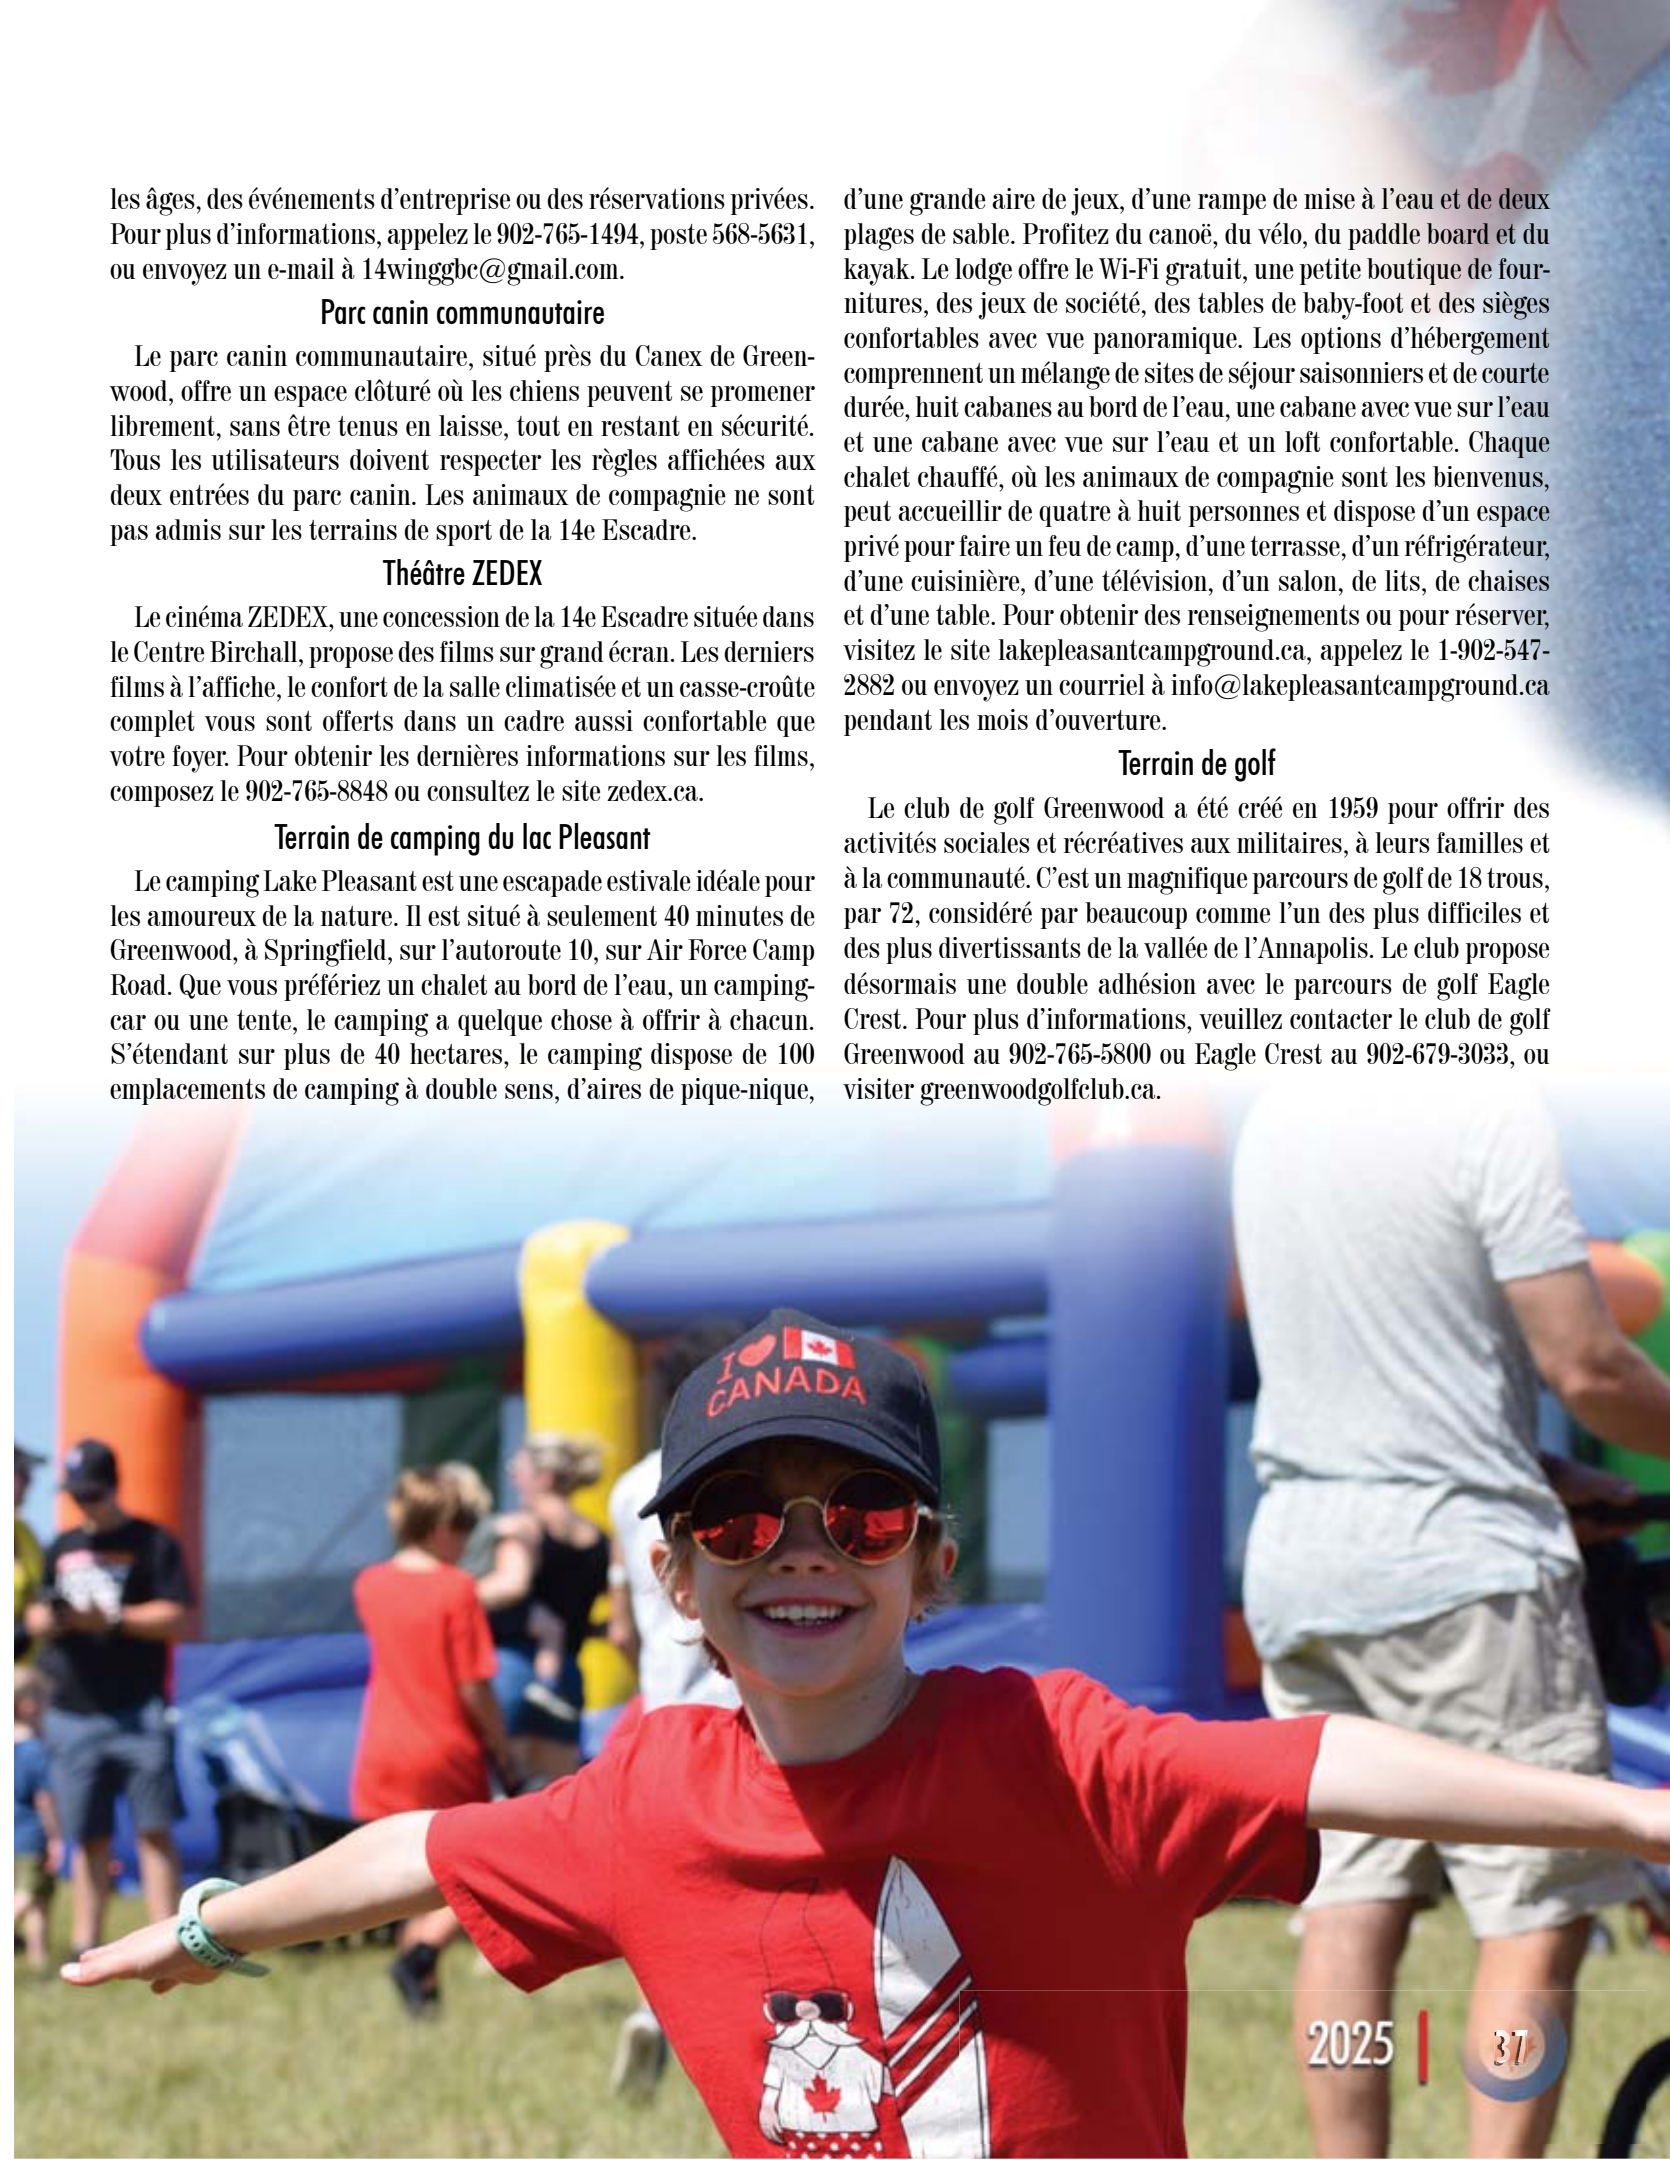 les âges, des événements d'entreprise ou des réservations privées.
Pour plus d'informations, appelez le 902-765-1494, poste 568-5631,
ou envoyez un e-mail à 14winggbc@gmail.com.
Parc canin communautaire
Le parc canin communautaire, situé près du Canex de Green-
wood, offre un espace clôturé où les chiens peuvent se promener
librement, sans être tenus en laisse, tout en restant en sécurité.
Tous les utilisateurs doivent respecter les règles affichées aux
deux entrées du parc canin. Les animaux de compagnie ne sont
pas admis sur les terrains de sport de la 14e Escadre.
Théâtre ZEDEX
Le cinéma ZEDEX, une concession de la 14e Escadre située dans
le Centre Birchall, propose des films sur grand écran. Les derniers
films à l'affiche, le confort de la salle climatisée et un casse-croûte
complet vous sont offerts dans un cadre aussi confortable que
votre foyer. Pour obtenir les dernières informations sur les films,
composez le 902-765-8848 ou consultez le site zedex.ca.
Terrain de camping du lac Pleasant
Le camping Lake Pleasant est une escapade estivale idéale pour
les amoureux de la nature. Il est situé à seulement 40 minutes de
Greenwood, à Springfield, sur l'autoroute 10, sur Air Force Camp
Road. Que vous préfériez un chalet au bord de l'eau, un camping-
car ou une tente, le camping a quelque chose à offrir à chacun.
S'étendant sur plus de 40 hectares, le camping dispose de 100
emplacements de camping à double sens, d'aires de pique-nique,
d'une grande aire de jeux, d'une rampe de mise à l'eau et de deux
plages de sable. Profitez du canoë, du vélo, du paddle board et du
kayak. Le lodge offre le Wi-Fi gratuit, une petite boutique de four-
nitures, des jeux de société, des tables de baby-foot et des sièges
confortables avec vue panoramique. Les options d'hébergement
comprennent un mélange de sites de séjour saisonniers et de courte
durée, huit cabanes au bord de l'eau, une cabane avec vue sur l'eau
et une cabane avec vue sur l'eau et un loft confortable. Chaque
chalet chauffé, où les animaux de compagnie sont les bienvenus,
peut accueillir de quatre à huit personnes et dispose d'un espace
privé pour faire un feu de camp, d'une terrasse, d'un réfrigérateur,
d'une cuisinière, d'une télévision, d'un salon, de lits, de chaises
et d'une table. Pour obtenir des renseignements ou pour réserver,
visitez le site lakepleasantcampground.ca, appelez le 1-902-547-
2882 ou envoyez un courriel à info@lakepleasantcampground.ca
pendant les mois d'ouverture.
Terrain de golf
Le club de golf Greenwood a été créé en 1959 pour offrir des
activités sociales et récréatives aux militaires, à leurs familles et
à la communauté. C'est un magnifique parcours de golf de 18 trous,
par 72, considéré par beaucoup comme l'un des plus difficiles et
des plus divertissants de la vallée de l'Annapolis. Le club propose
désormais une double adhésion avec le parcours de golf Eagle
Crest. Pour plus d'informations, veuillez contacter le club de golf
Greenwood au 902-765-5800 ou Eagle Crest au 902-679-3033, ou
visiter greenwoodgolfclub.ca.
I
CANADA
2025 | 37